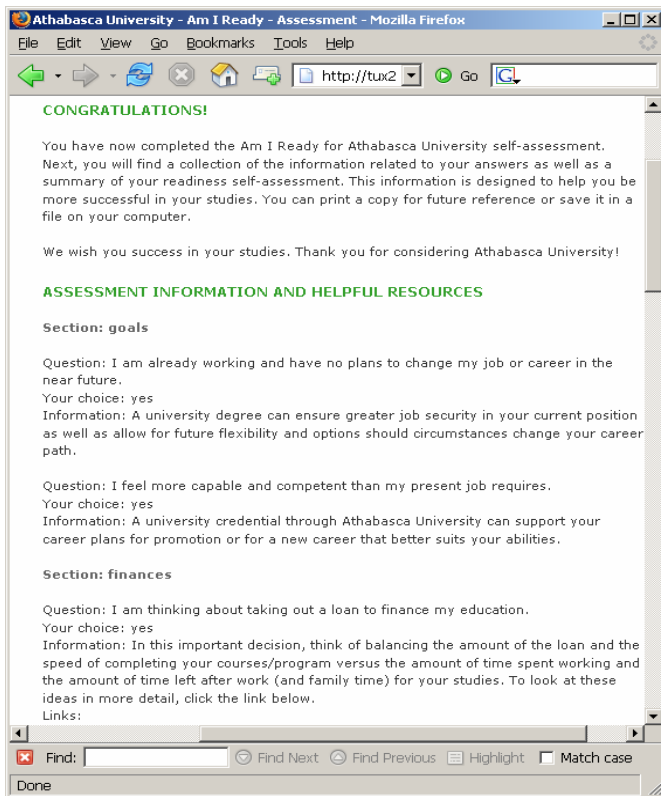 Athabasca University - Am I Ready - Assessment - Mozilla Firefox
File Edit View Go Bookmarks Tools Help
http://tux2 Go G
CONGRATULATIONS!
You have now completed the Am I Ready for Athabasca University self-assessment.
Next, you will find a collection of the information related to your answers as well as a
summary of your readiness self-assessment. This information is designed to help you be
more successful in your studies. You can print a copy for future reference or save it in a
file on your computer.
We wish you success in your studies. Thank you for considering Athabasca University!
ASSESSMENT INFORMATION AND HELPFUL RESOURCES
Section: goals
Question: I am already working and have no plans to change my job or career in the
near future.
Your choice: yes
Information: A university degree can ensure greater job security in your current position
as well as allow for future flexibility and options should circumstances change your career
path.
Question: I feel more capable and competent than my present job requires.
Your choice: yes
Information: A university credential through Athabasca University can support your
career plans for promotion or for a new career that better suits your abilities.
Section: finances
Question: I am thinking about taking out a loan to finance my education.
Your choice: yes
Information: In this important decision, think of balancing the amount of the loan and the
speed of completing your courses/program versus the amount of time spent working and
the amount of time left after work (and family time) for your studies. To look at these
ideas in more detail, click the link below.
Links:
Find: Find Next Find Previous Highlight Match case
Done